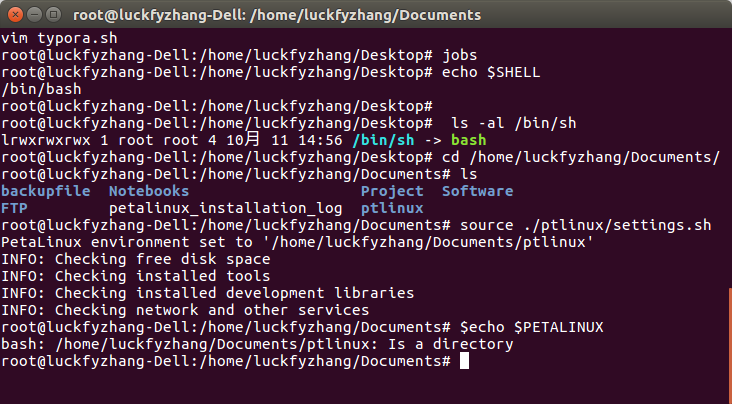 root@luckfyzhang-Dell: /home/luckfyzhang/Documents
vim typora.sh
root@luckfyzhang-Dell:/home/luckfyzhang/Desktop# jobs
root@luckfyzhang-Dell:/home/luckfyzhang/Desktop# echo $SHELL
/bin/bash
root@luckfyzhang-Dell:/home/luckfyzhang/Desktop#
root@luckfyzhang-Dell:/home/luckfyzhang/Desktop#  ls -al /bin/sh
lrwxrwxrwx 1 root root 4 10月 11 14:56 /bin/sh -> bash
root@luckfyzhang-Dell:/home/luckfyzhang/Desktop# cd /home/luckfyzhang/Documents/
root@luckfyzhang-Dell:/home/luckfyzhang/Documents# ls
backupfile  Notebooks                   Project  Software
FTP         petalinux_installation_log  ptlinux
root@luckfyzhang-Dell:/home/luckfyzhang/Documents# source ./ptlinux/settings.sh
PetaLinux environment set to '/home/luckfyzhang/Documents/ptlinux'
INFO: Checking free disk space
INFO: Checking installed tools
INFO: Checking installed development libraries
INFO: Checking network and other services
root@luckfyzhang-Dell:/home/luckfyzhang/Documents# $echo $PETALINUX
bash: /home/luckfyzhang/Documents/ptlinux: Is a directory
root@luckfyzhang-Dell:/home/luckfyzhang/Documents#